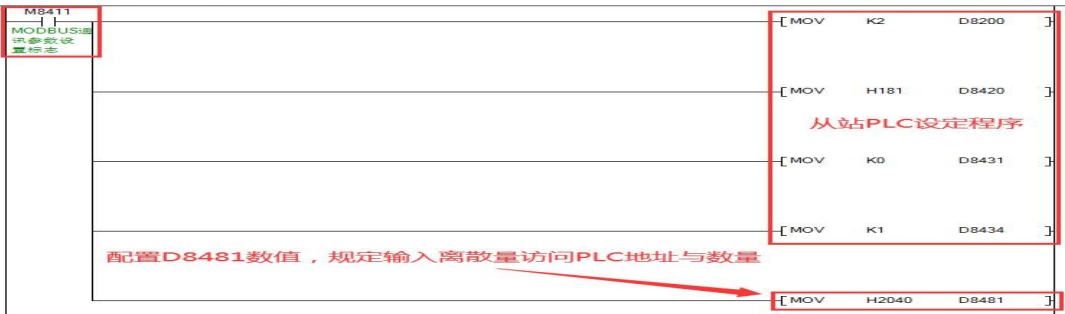 M8411
MODBUS通
讯参数设
置标志
[ MOV K2 D8200 ]
[ MOV H181 D8420 ]
从站PLC设定程序
[ MOV K0 D8431 ]
[ MOV K1 D8434 ]
配置D8481数值，规定输入离散量访问PLC地址与数量
[ MOV H2040 D8481 ]